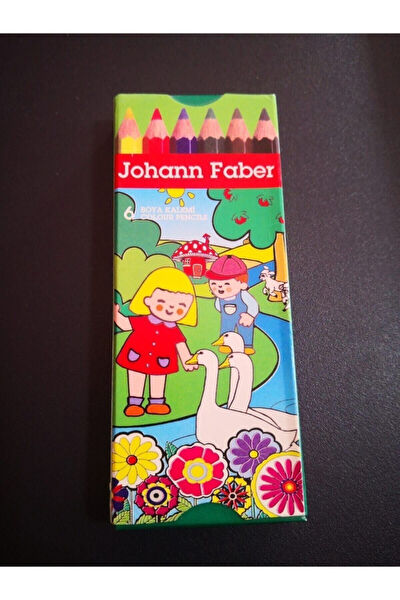 Johann Faber
6 BOYA KALEMİ
COLOUR PENCILS